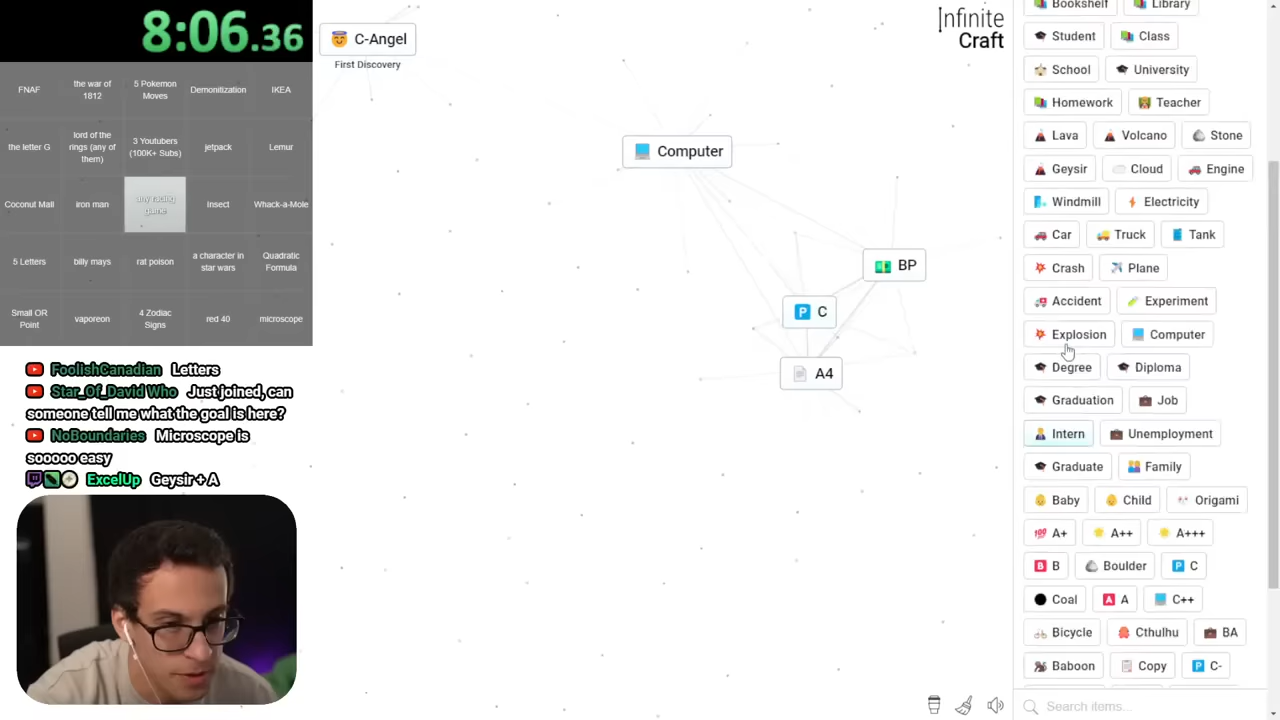 8:06.36
FNAF
the war of
1812
5 Pokemon
Moves
Demonitization
IKEA
the letter G
lord of the
rings (any of
them)
3 Youtubers
(100K+ Subs)
jetpack
Lemur
Coconut Mall
iron man
any racing
game
Insect
Whack-a-Mole
5 Letters
billy mays
rat poison
a character in
star wars
Quadratic
Formula
Small OR
Point
vaporeon
4 Zodiac
Signs
red 40
microscope
FoolishCanadian Letters
Star_Of_David Who Just joined, can
someone tell me what the goal is here?
NoBoundaries Microscope is
sooooo easy
ExcelUp Geysir + A
C-Angel
First Discovery
Infinite
Craft
Computer
BP
P C
A4
Bookshelf Library
Student Class
School University
Homework Teacher
Lava Volcano Stone
Geysir Cloud Engine
Windmill Electricity
Car Truck Tank
Crash Plane
Accident Experiment
Explosion Computer
Degree Diploma
Graduation Job
Intern Unemployment
Graduate Family
Baby Child Origami
100 A+ A++ A+++
B B Boulder P C
Coal A A C++
Bicycle Cthulhu BA
Baboon Copy P C-
Search items...